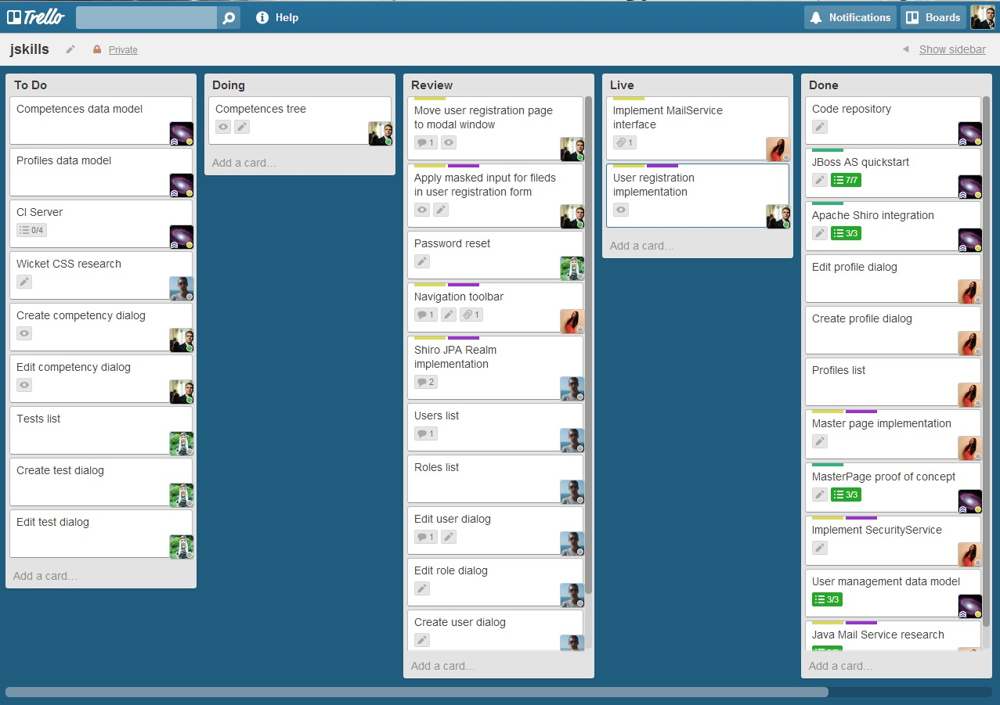 Trello
Help
Notifications
Boards
jskills
Private
Show sidebar
To Do
Competences data model
Profiles data model
CI Server
0/4
Wicket CSS research
Create competency dialog
Edit competency dialog
Tests list
Create test dialog
Edit test dialog
Add a card...
Doing
Competences tree
Add a card...
Review
Move user registration page
to modal window
1
Apply masked input for fileds
in user registration form
Password reset
Navigation toolbar
1
1
Shiro JPA Realm
implementation
2
Users list
1
Roles list
Edit user dialog
1
Edit role dialog
Create user dialog
Add a card...
Live
Implement MailService
interface
1
User registration
implementation
Add a card...
Done
Code repository
JBoss AS quickstart
7/7
Apache Shiro integration
3/3
Edit profile dialog
Create profile dialog
Profiles list
Master page implementation
MasterPage proof of concept
3/3
Implement SecurityService
User management data model
3/3
Java Mail Service research
Add a card...